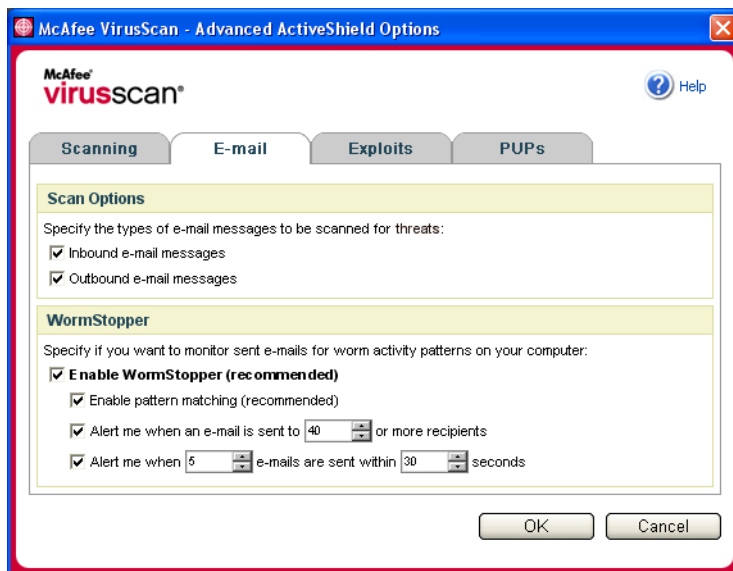 McAfee VirusScan - Advanced ActiveShield Options
McAfee®
virusscan®
Help
Scanning
E-mail
Exploits
PUPs
Scan Options
Specify the types of e-mail messages to be scanned for threats:
Inbound e-mail messages
Outbound e-mail messages
WormStopper
Specify if you want to monitor sent e-mails for worm activity patterns on your computer:
Enable WormStopper (recommended)
Enable pattern matching (recommended)
Alert me when an e-mail is sent to 40 or more recipients
Alert me when 5 e-mails are sent within 30 seconds
OK
Cancel